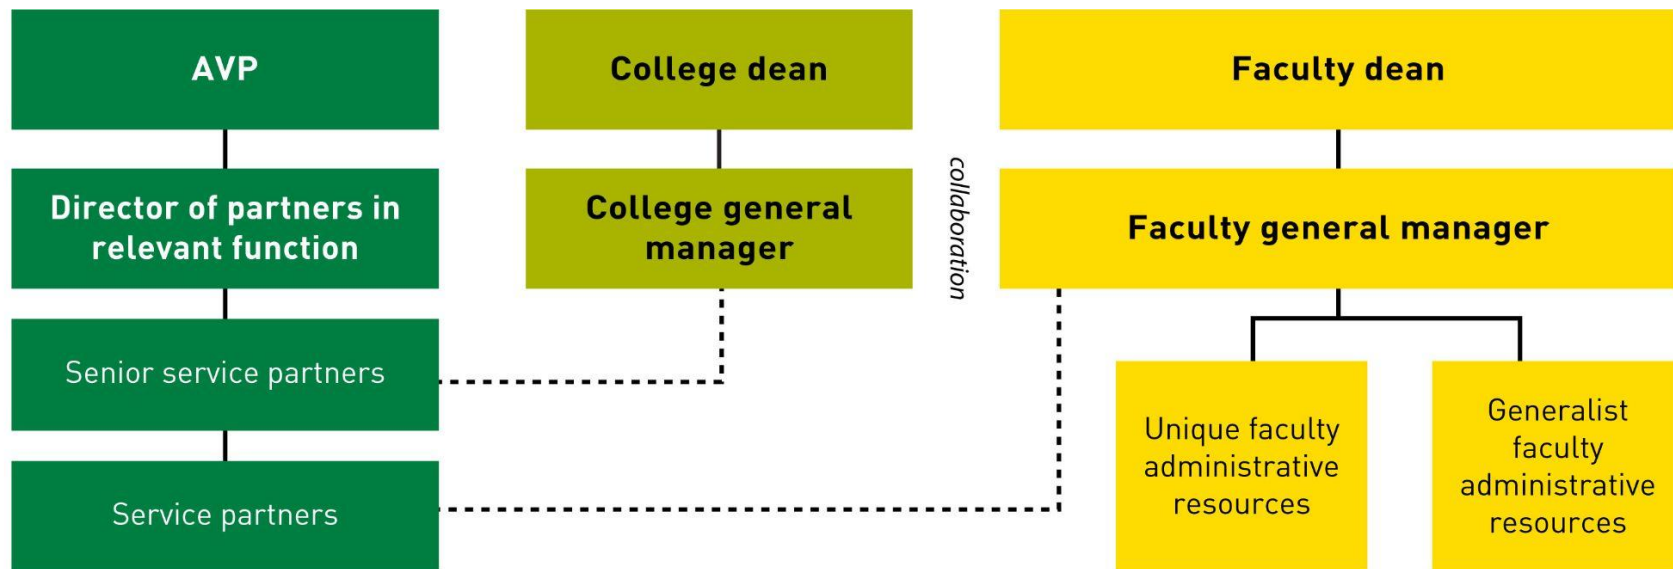 AVP
Director of partners in
relevant function
Senior service partners
Service partners
College dean
College general
manager
collaboration
Faculty dean
Faculty general manager
Unique faculty
administrative
resources
Generalist
faculty
administrative
resources